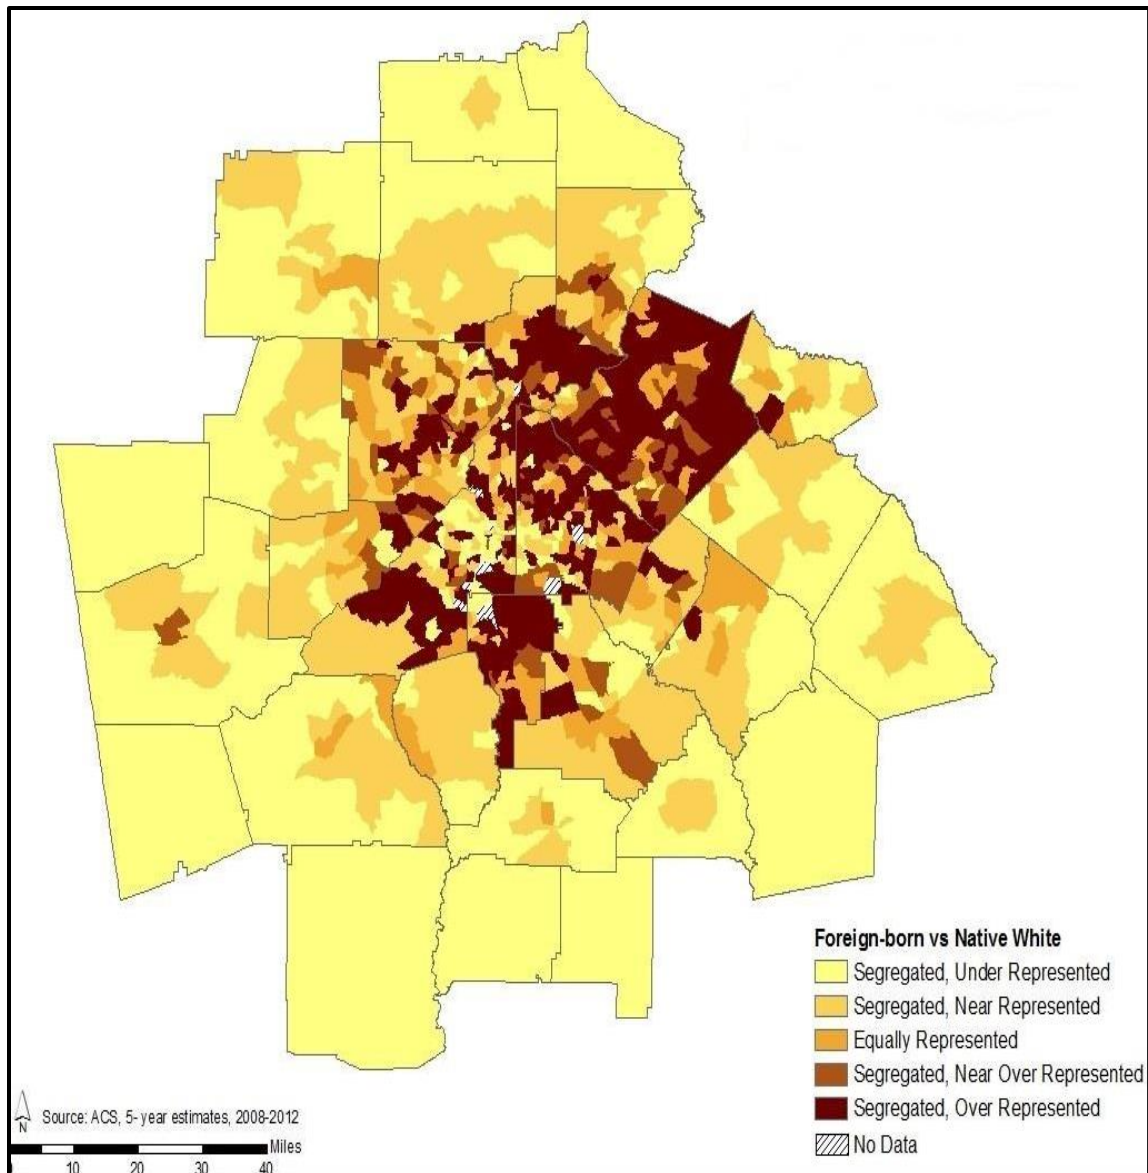 Foreign-born vs Native White
Segregated, Under Represented
Segregated, Near Represented
Equally Represented
Segregated, Near Over Represented
Segregated, Over Represented
No Data
N
Source: ACS, 5- year estimates, 2008-2012
Miles
10 20 30 40